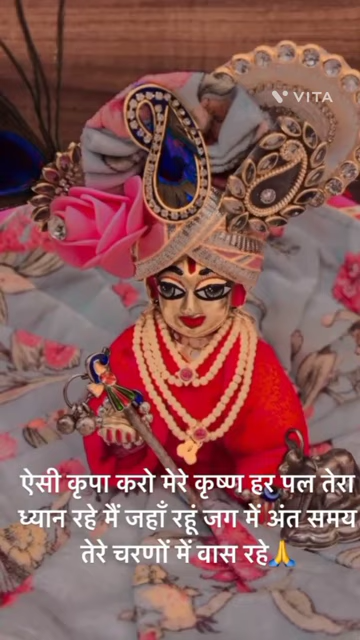 VITA
ऐसी कृपा करो मेरे कृष्ण हर पल तेरा
ध्यान रहे मैं जहाँ रहूं जग में अंत समय
तेरे चरणों में वास रहे🙏